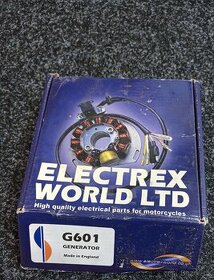 ELECTREX
WORLD LTD
High quality electrical parts for motorcycles
G601
GENERATOR
Made in England